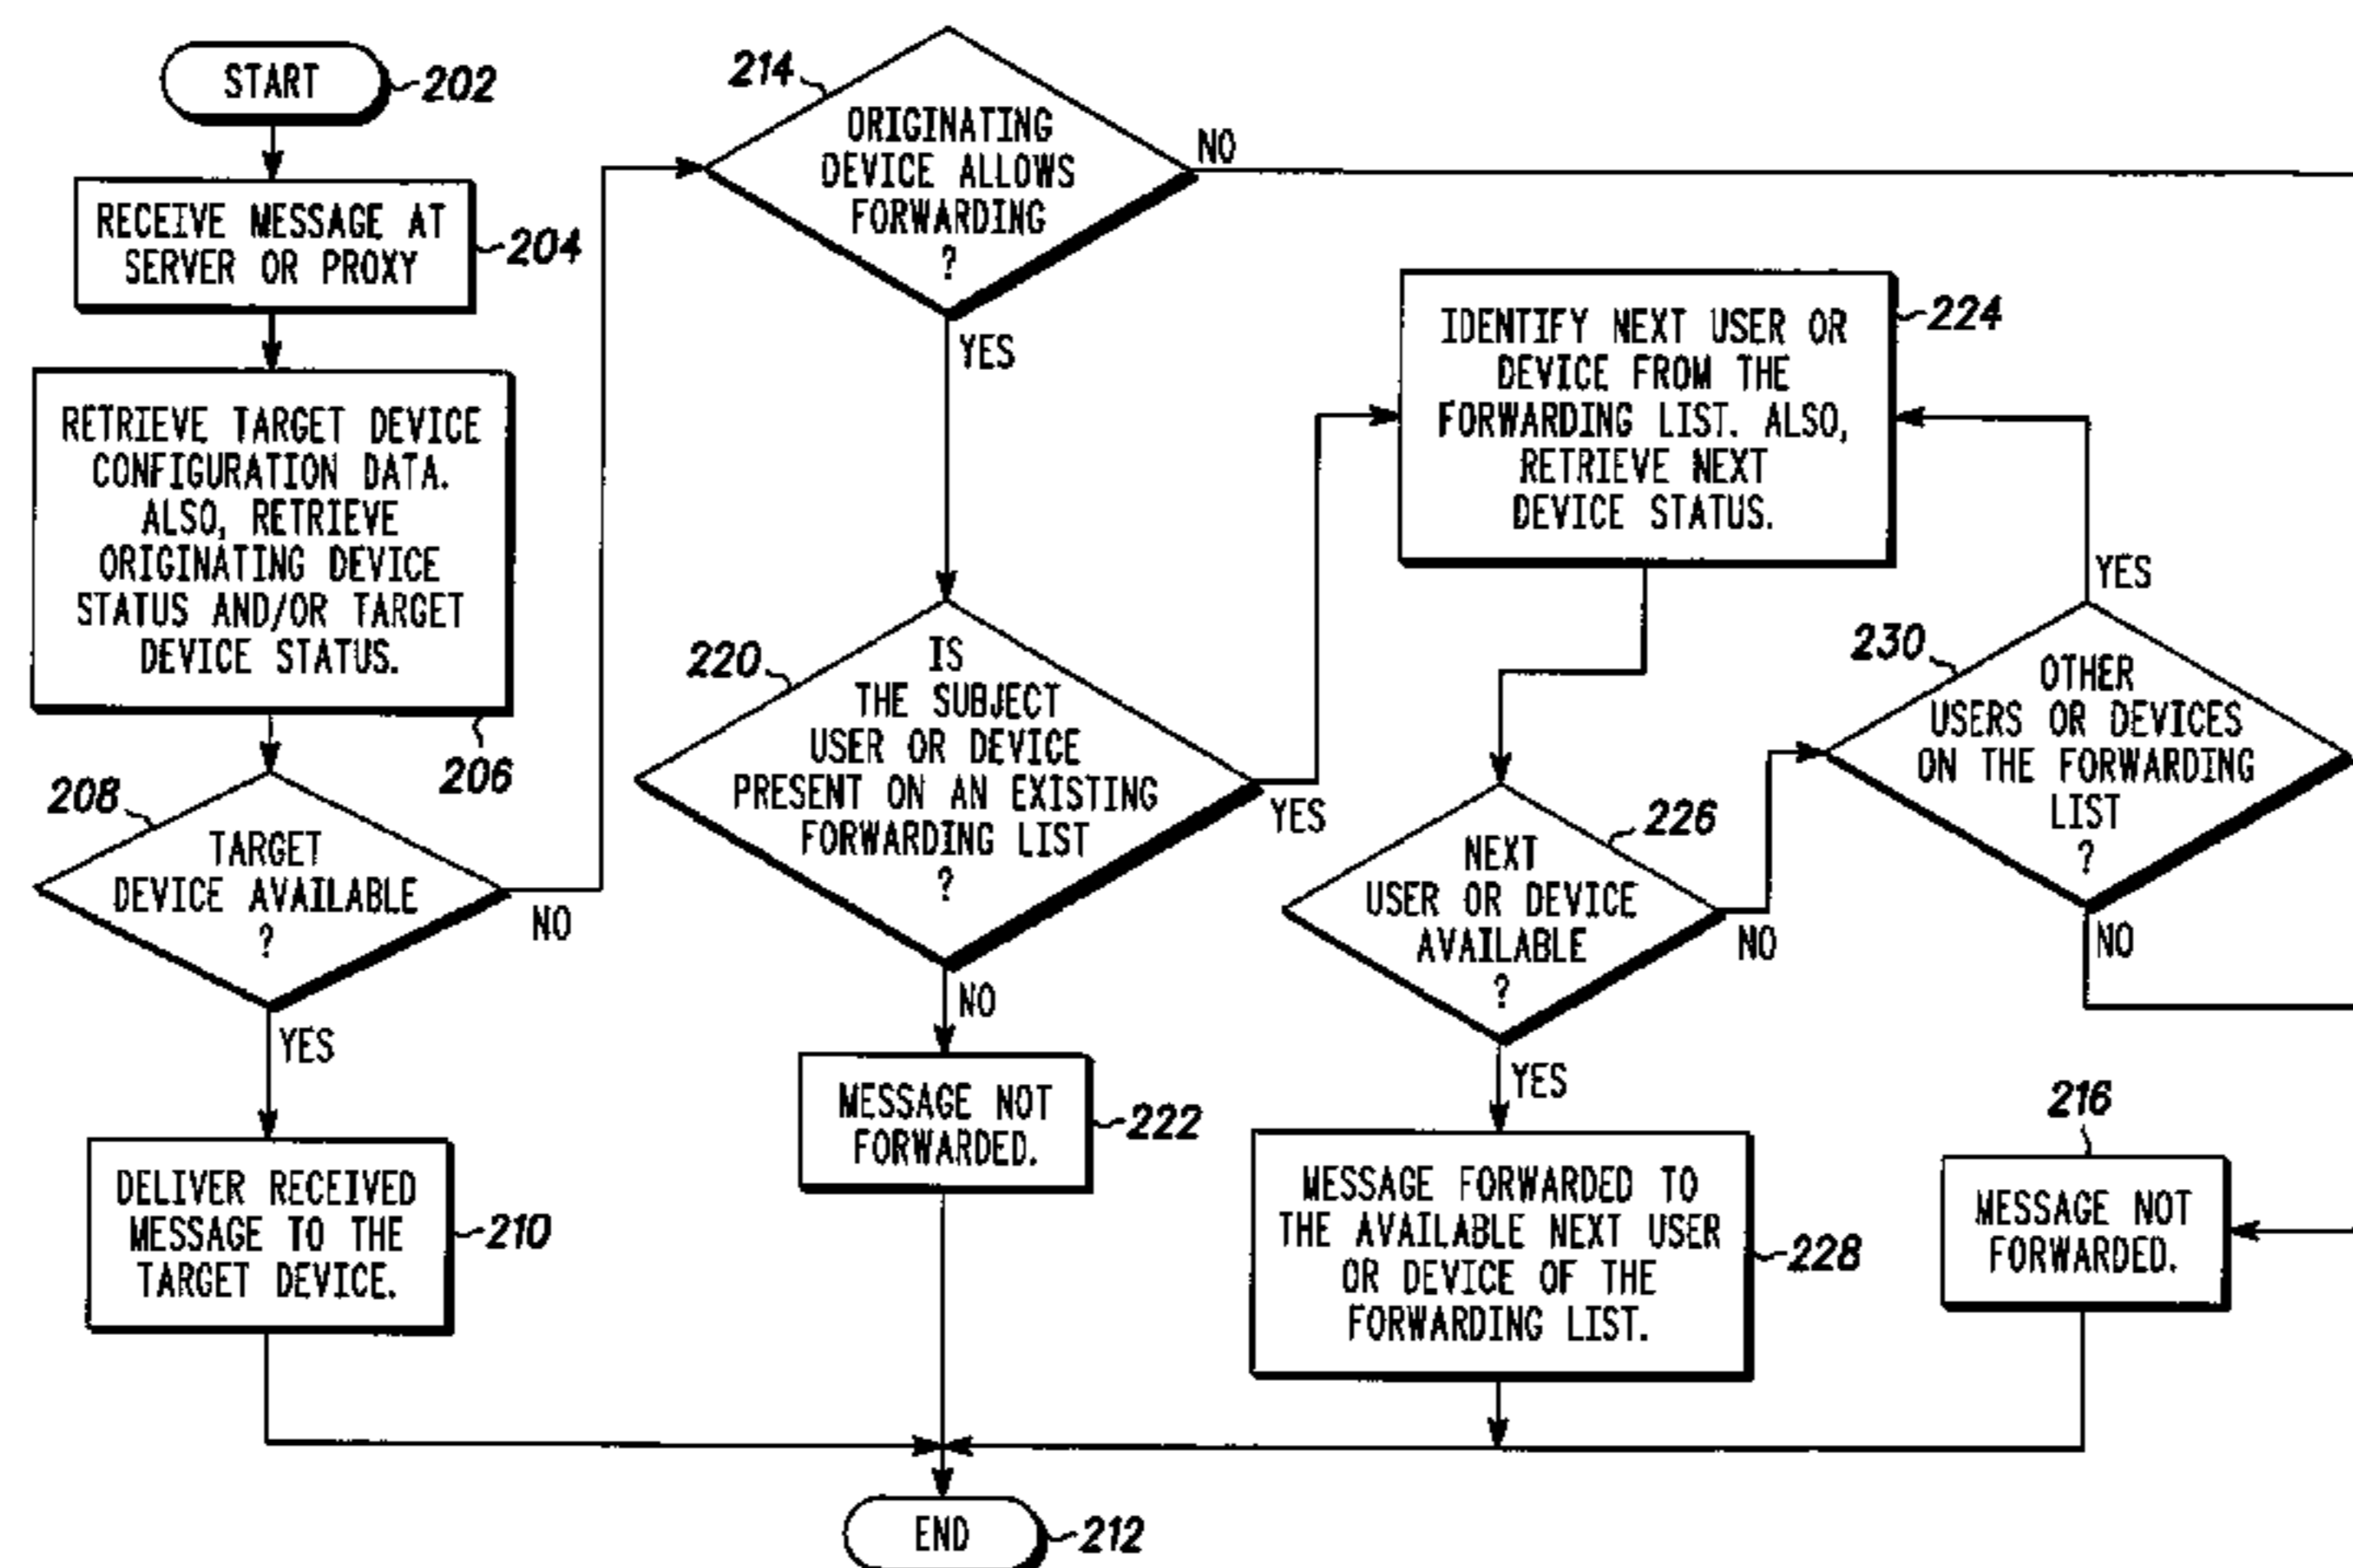 START
202
RECEIVE MESSAGE AT
SERVER OR PROXY
204
RETRIEVE TARGET DEVICE
CONFIGURATION DATA.
ALSO, RETRIEVE
ORIGINATING DEVICE
STATUS AND/OR TARGET
DEVICE STATUS.
206
208
TARGET
DEVICE AVAILABLE
?
NO
YES
DELIVER RECEIVED
MESSAGE TO THE
TARGET DEVICE.
210
214
ORIGINATING
DEVICE ALLOWS
FORWARDING
?
NO
YES
220
IS
THE SUBJECT
USER OR DEVICE
PRESENT ON AN EXISTING
FORWARDING LIST
?
YES
NO
MESSAGE NOT
FORWARDED.
222
IDENTIFY NEXT USER OR
DEVICE FROM THE
FORWARDING LIST. ALSO,
RETRIEVE NEXT
DEVICE STATUS.
224
226
NEXT
USER OR DEVICE
AVAILABLE
?
NO
YES
MESSAGE FORWARDED TO
THE AVAILABLE NEXT USER
OR DEVICE OF THE
FORWARDING LIST.
228
YES
230
OTHER
USERS OR DEVICES
ON THE FORWARDING
LIST
?
NO
216
MESSAGE NOT
FORWARDED.
END
212